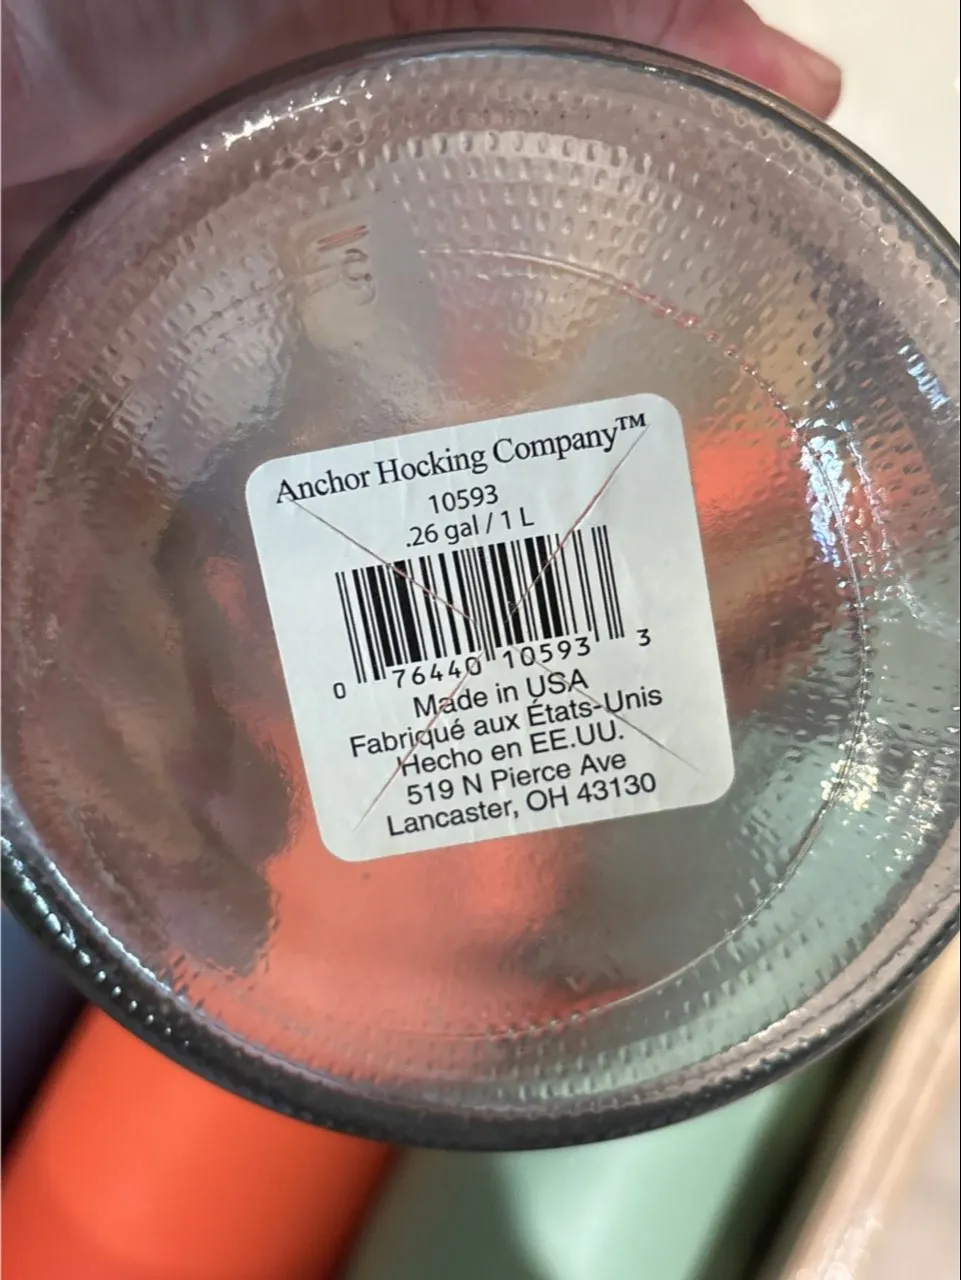 Anchor Hocking Company™
10593
.26 gal / 1 L
0 76440 10593 3
Made in USA
Fabriqué aux États-Unis
Hecho en EE.UU.
519 N Pierce Ave
Lancaster, OH 43130